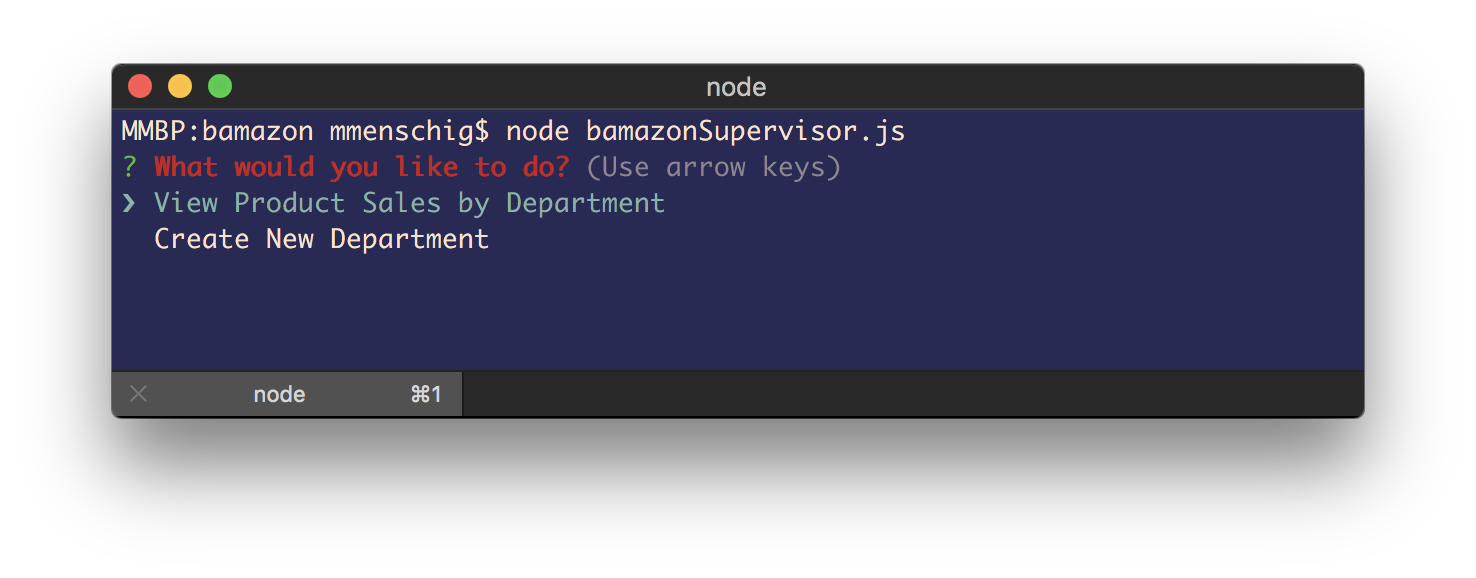 node
MMBP:bamazon mmenschig$ node bamazonSupervisor.js
? What would you like to do? (Use arrow keys)
❯ View Product Sales by Department
Create New Department
node ⌘1